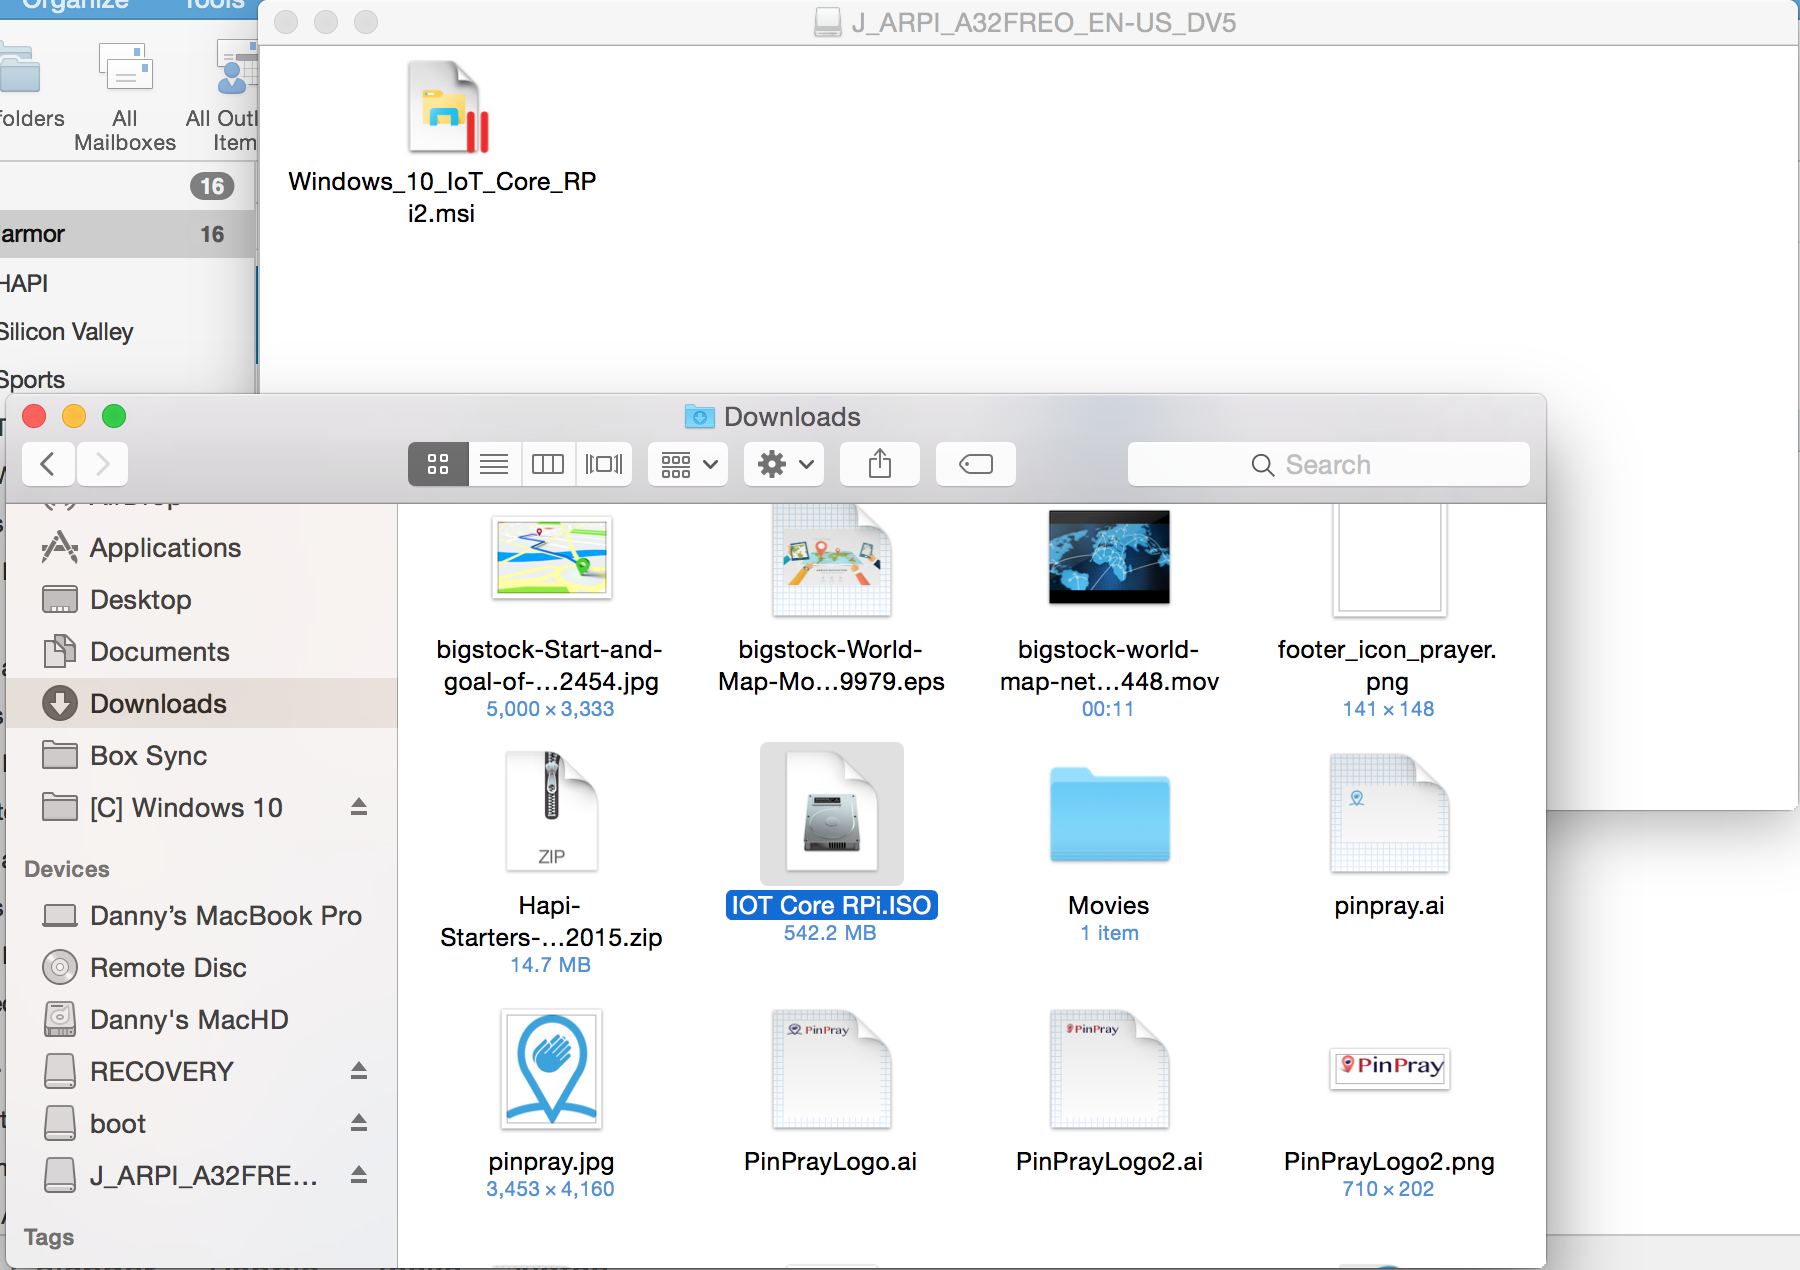 Organize Tools
J_ARPI_A32FREO_EN-US_DV5
folders
All
Mailboxes
All Outl
Item
16
armor 16
HAPI
Silicon Valley
Sports
Windows_10_IoT_Core_RP
i2.msi
Downloads
Search
AirDrop
Applications
Desktop
Documents
Downloads
Box Sync
[C] Windows 10
Devices
Danny's MacBook Pro
Remote Disc
Danny's MacHD
RECOVERY
boot
J_ARPI_A32FRE...
Tags
bigstock-Start-and-
goal-of-...2454.jpg
5,000 × 3,333
bigstock-World-
Map-Mo...9979.eps
bigstock-world-
map-net...448.mov
00:11
footer_icon_prayer.
png
141 × 148
ZIP
Hapi-
Starters-...2015.zip
14.7 MB
IOT Core RPi.ISO
542.2 MB
Movies
1 item
pinpray.ai
pinpray.jpg
3,453 × 4,160
PinPray
PinPrayLogo.ai
PinPray
PinPrayLogo2.ai
PinPray
PinPrayLogo2.png
710 × 202